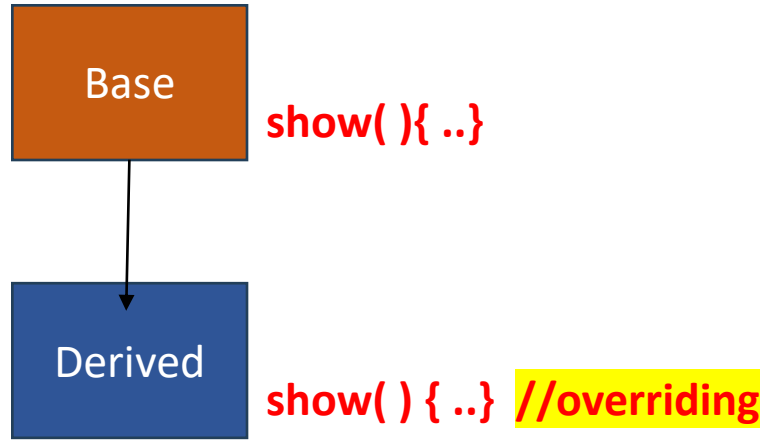 Base
show( ){ ..}
Derived
show( ) { ..} //overriding